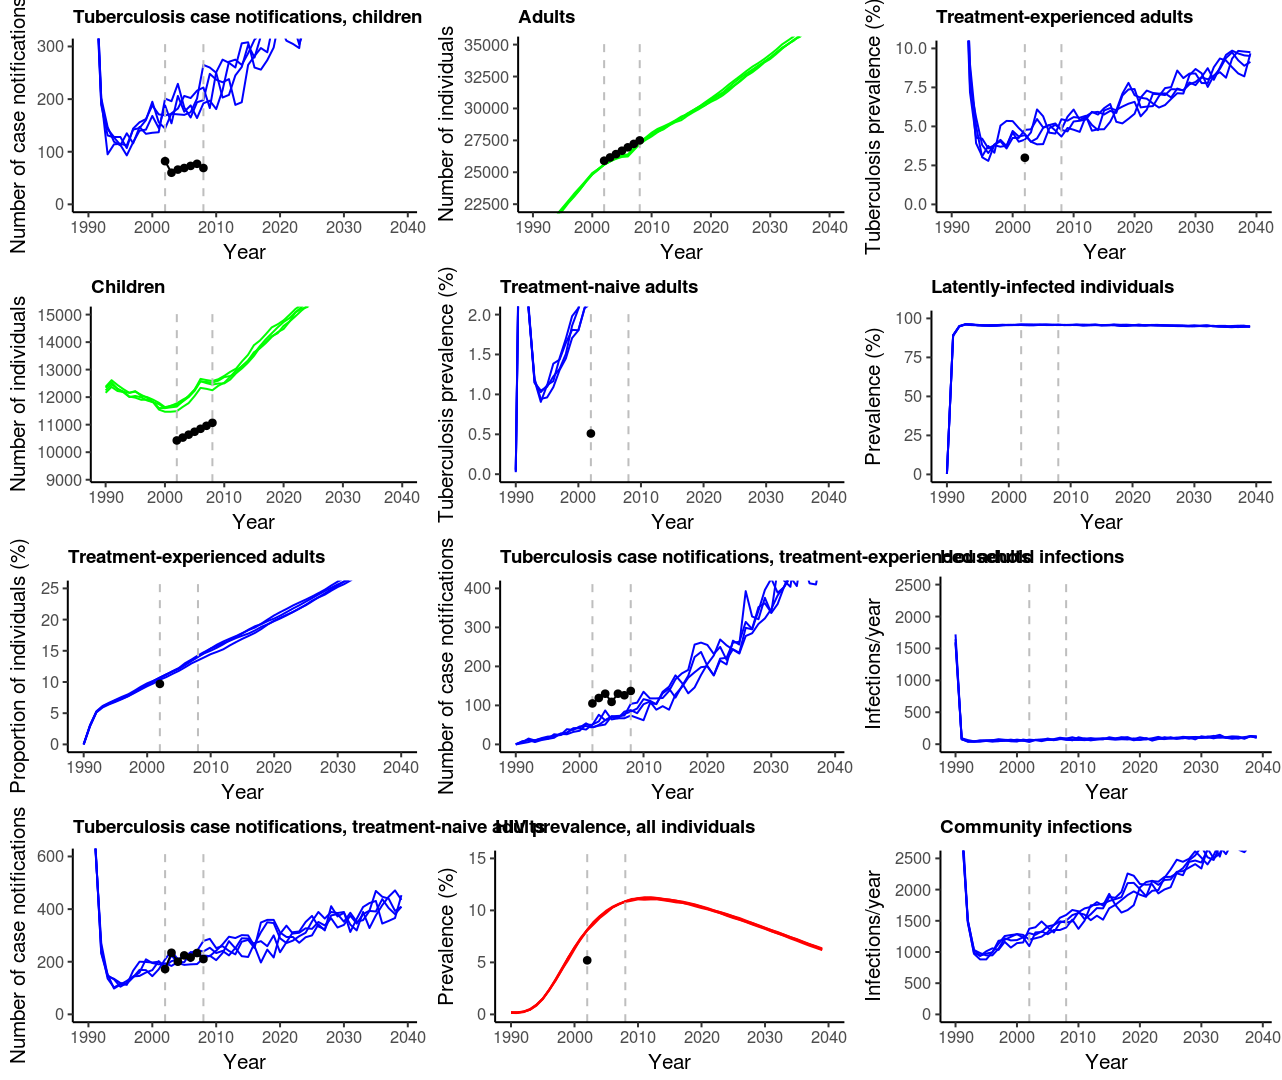 Tuberculosis case notifications, children
Number of case notifications
300
200
100
0
1990 2000 2010 2020 2030 2040
Year
Adults
Number of individuals
35000
32500
30000
27500
25000
22500
1990 2000 2010 2020 2030 2040
Year
Treatment-experienced adults
Tuberculosis prevalence (%)
10.0
7.5
5.0
2.5
0.0
1990 2000 2010 2020 2030 2040
Year
Children
Number of individuals
15000
14000
13000
12000
11000
10000
9000
1990 2000 2010 2020 2030 2040
Year
Treatment-naive adults
Tuberculosis prevalence (%)
2.0
1.5
1.0
0.5
0.0
1990 2000 2010 2020 2030 2040
Year
Latently-infected individuals
Prevalence (%)
100
75
50
25
0
1990 2000 2010 2020 2030 2040
Year
Treatment-experienced adults
Proportion of individuals (%)
25
20
15
10
5
0
1990 2000 2010 2020 2030 2040
Year
Tuberculosis case notifications, treatment-experienced adults
Number of case notifications
400
300
200
100
0
1990 2000 2010 2020 2030 2040
Year
Household infections
Infections/year
2500
2000
1500
1000
500
0
1990 2000 2010 2020 2030 2040
Year
Tuberculosis case notifications, treatment-naive adults
Number of case notifications
600
400
200
0
1990 2000 2010 2020 2030 2040
Year
HIV prevalence, all individuals
Prevalence (%)
15
10
5
0
1990 2000 2010 2020 2030 2040
Year
Community infections
Infections/year
2500
2000
1500
1000
500
0
1990 2000 2010 2020 2030 2040
Year